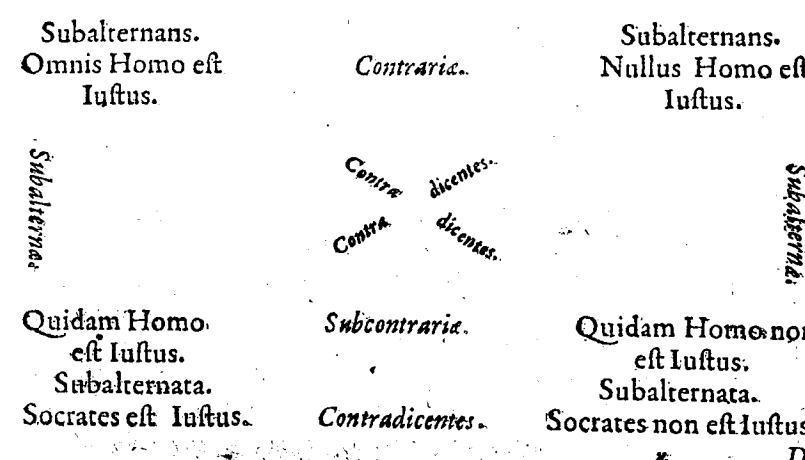 Subalternans.
Omnis Homo eſt
Iuſtus.
Contrariæ.
Subalternans.
Nullus Homo eſt
Iuſtus.
Subalternæ.
Contræ dicentes.
Contra dicentes.
Subalternæ.
Quidam Homo
eſt Iuſtus.
Subalternata.
Socrates eſt Iuſtus.
Subcontrariæ.
Contradicentes.
Quidam Homo non
eſt Iuſtus.
Subalternata.
Socrates non eſt Iuſtus
D